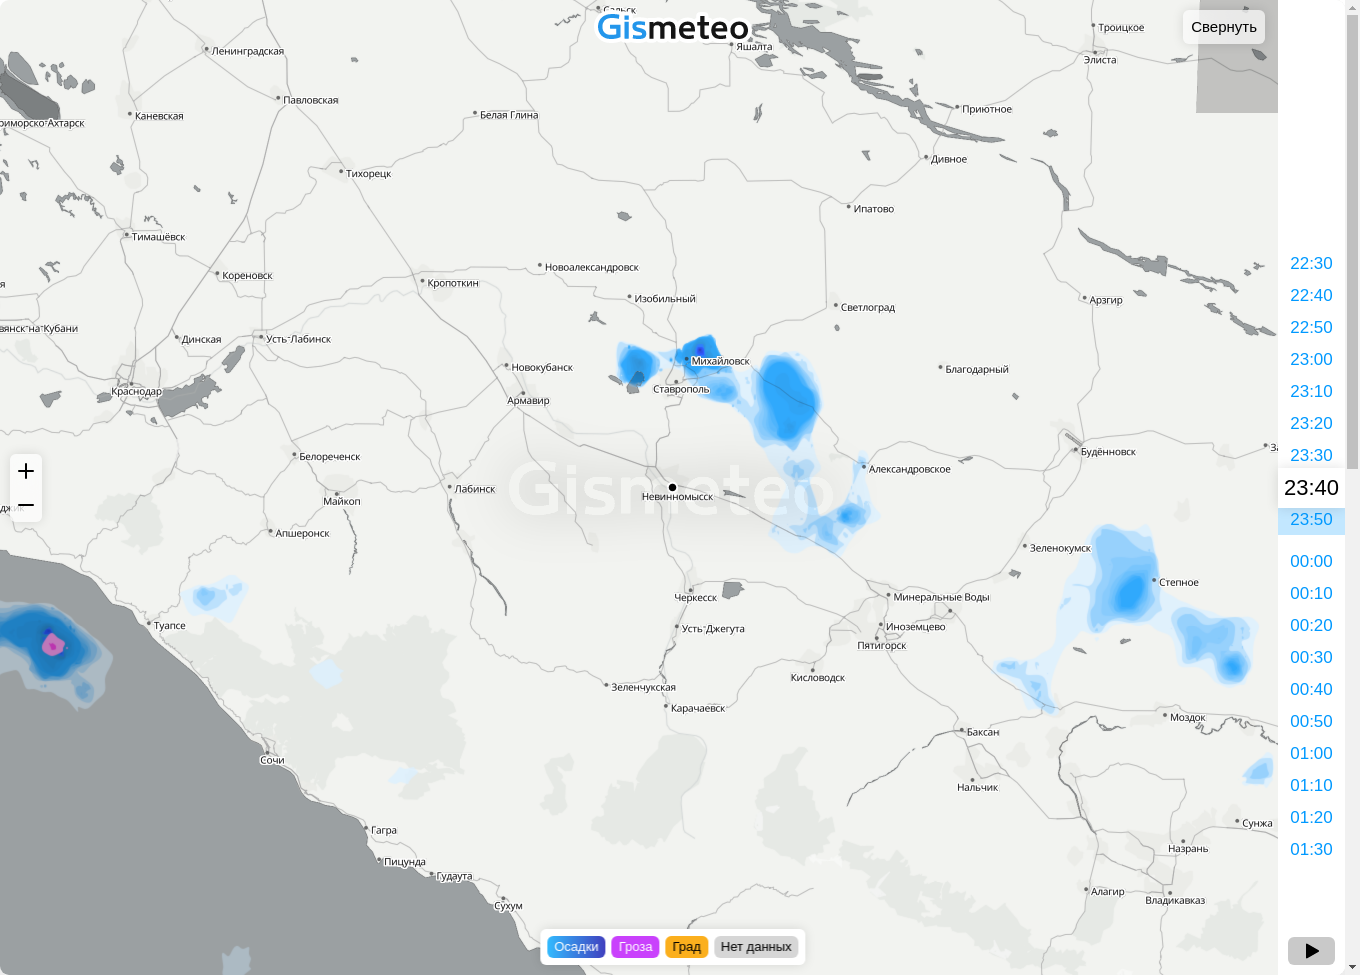 Сальск
Gismeteo
Свернуть
Троицкое
Яшалта
Ленинградская
Элиста
Павловская
Приютное
Белая Глина
Каневская
риморско-Ахтарск
Дивное
Тихорецк
Ипатово
Тимашёвск
22:30
Новоалександровск
Кореновск
Кропоткин
я
22:40
Изобильный
Арзгир
Светлоград
22:50
вянск-на-Кубани
Динская
Усть-Лабинск
23:00
Михайловск
Новокубанск
Благодарный
Краснодар
Ставрополь
23:10
Армавир
23:20
За
Будённовск
23:30
Белореченск
Александровское
+
Gismeteo
Лабинск
23:40
Невинномысск
Майкоп
−
джик
23:50
Апшеронск
Зеленокумск
00:00
Степное
00:10
Черкесск
Минеральные Воды
Туапсе
Усть-Джегута
Иноземцево
00:20
Пятигорск
00:30
Кисловодск
Зеленчукская
00:40
Карачаевск
Моздок
00:50
Баксан
Сочи
01:00
Нальчик
01:10
Сунжа
01:20
Гагра
Назрань
01:30
Пицунда
Гудаута
Алагир
Владикавказ
Сухум
Осадки
Гроза
Град
Нет данных